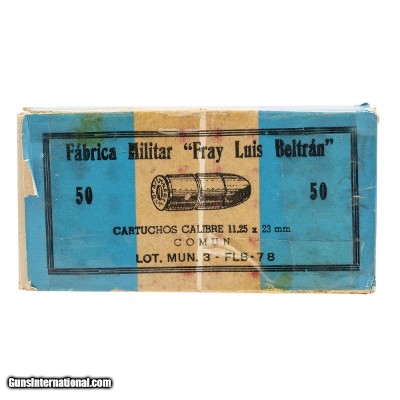 Fábrica Militar "Fray Luis Beltrán"
50 50
CARTUCHOS CALIBRE 11,25 x 23 mm
COMUN
LOT. MUN. 3 - FLB - 78
GunsInternational.com